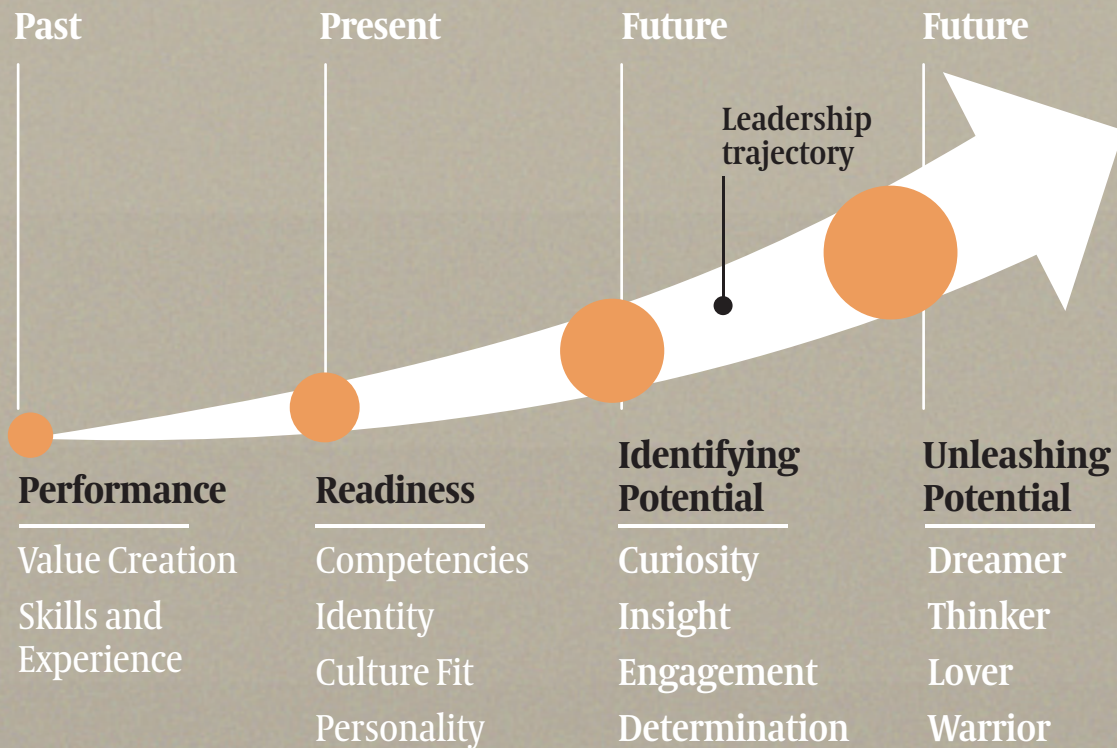 Past
Present
Future
Future
Leadership
trajectory
Performance
Value Creation
Skills and
Experience
Readiness
Competencies
Identity
Culture Fit
Personality
Identifying
Potential
Curiosity
Insight
Engagement
Determination
Unleashing
Potential
Dreamer
Thinker
Lover
Warrior